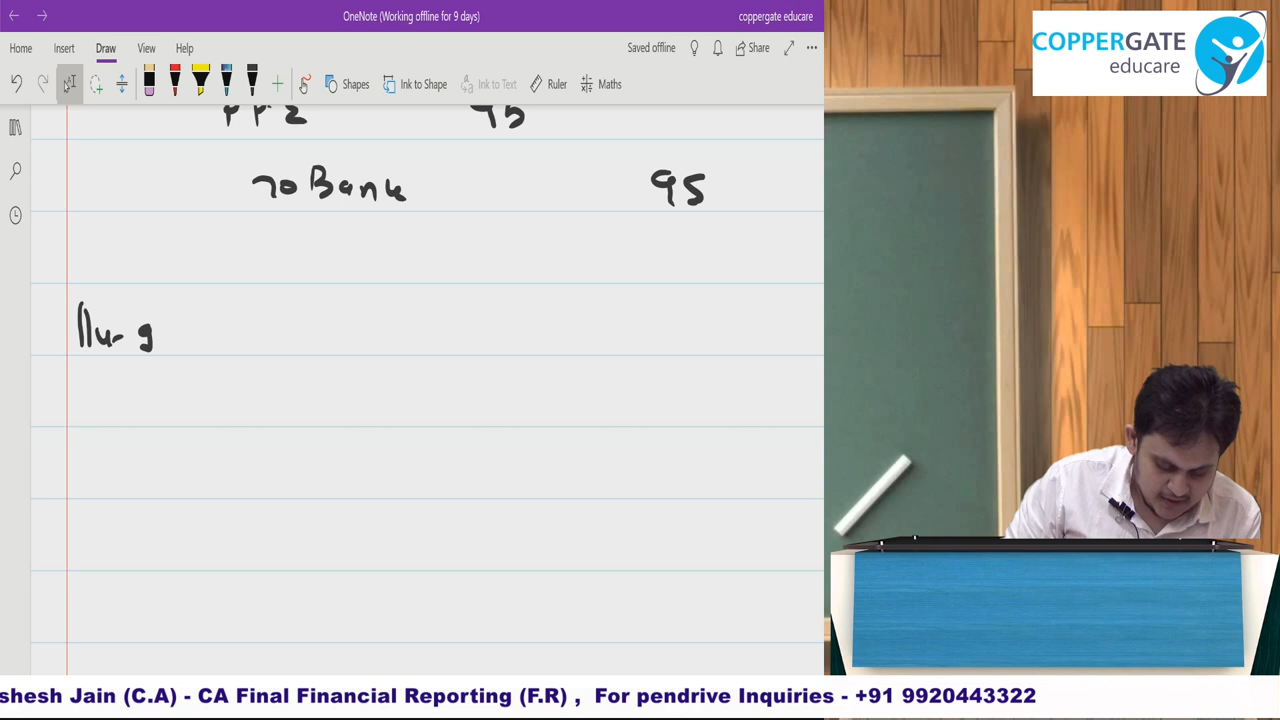 OneNote (Working offline for 9 days)
coppergate educare
Home Insert Draw View Help
Saved offline
Share
Shapes
Ink to Shape
Ink to Text
Ruler
Maths
COPPERGATE
educare
PPE 95
To Bank 95
Illus 9
shesh Jain (C.A) - CA Final Financial Reporting (F.R) , For pendrive Inquiries - +91 9920443322